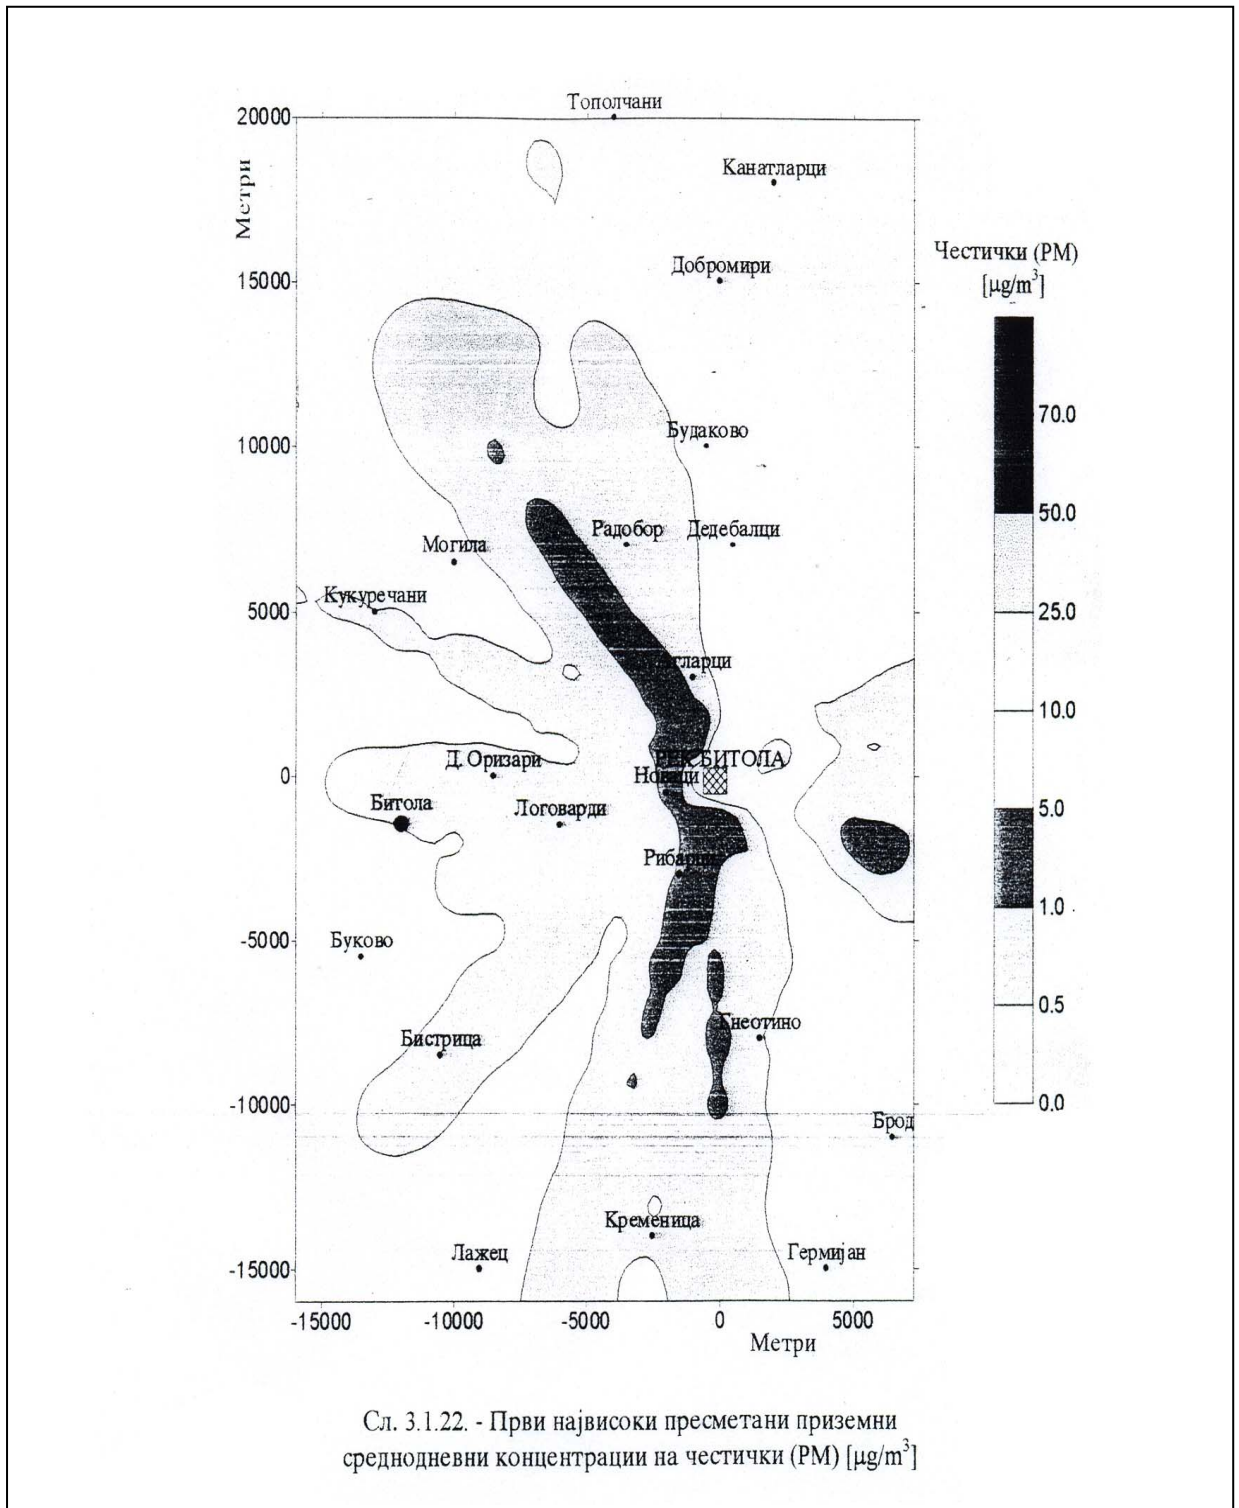 Тополчани
20000
Метри
Канатларци
Добромири
15000
Честички (PM)
[μg/m³]
70.0
Будаково
10000
50.0
Радобор
Дедебалци
Могила
Кукуречани
5000
25.0
10.0
Д. Оризари
РЕК БИТОЛА
0
Новаци
Битола
Логоварди
5.0
Рибарци
1.0
-5000
Буково
0.5
Гнеотино
Бистрица
-10000
0.0
Брод
Кременица
Лажец
Гермијан
-15000
-15000 -10000 -5000 0 5000
Метри
Сл. 3.1.22. - Први највисоки пресметани приземни
среднодневни концентрации на честички (PM) [μg/m³]